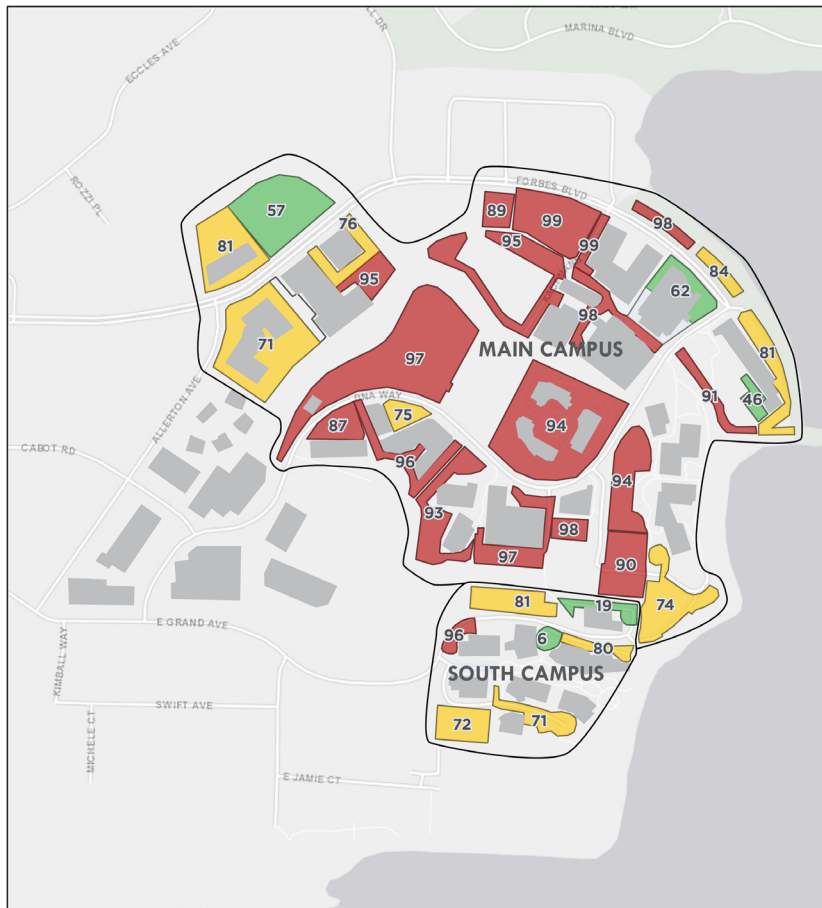 LL DR
MARINA BLVD
ECCLES AVE
ROZZI PL
FORBES BLVD
57
89
99
98
76
81
95
99
84
95
62
98
81
71
97
MAIN CAMPUS
91
46
DNA WAY
75
94
87
ALLERTON AVE
CABOT RD
96
94
93
98
97
90
81
19
74
E GRAND AVE
96
6
80
SOUTH CAMPUS
KIMBALL WAY
SWIFT AVE
72
71
MICHELE CT
E JAMIE CT